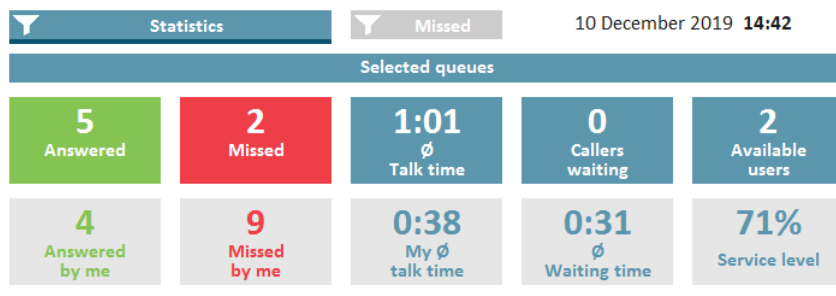 Statistics
Missed
10 December 2019 14:42
Selected queues
5
Answered
2
Missed
1:01
Ø
Talk time
0
Callers
waiting
2
Available
users
4
Answered
by me
9
Missed
by me
0:38
My Ø
talk time
0:31
Ø
Waiting time
71%
Service level